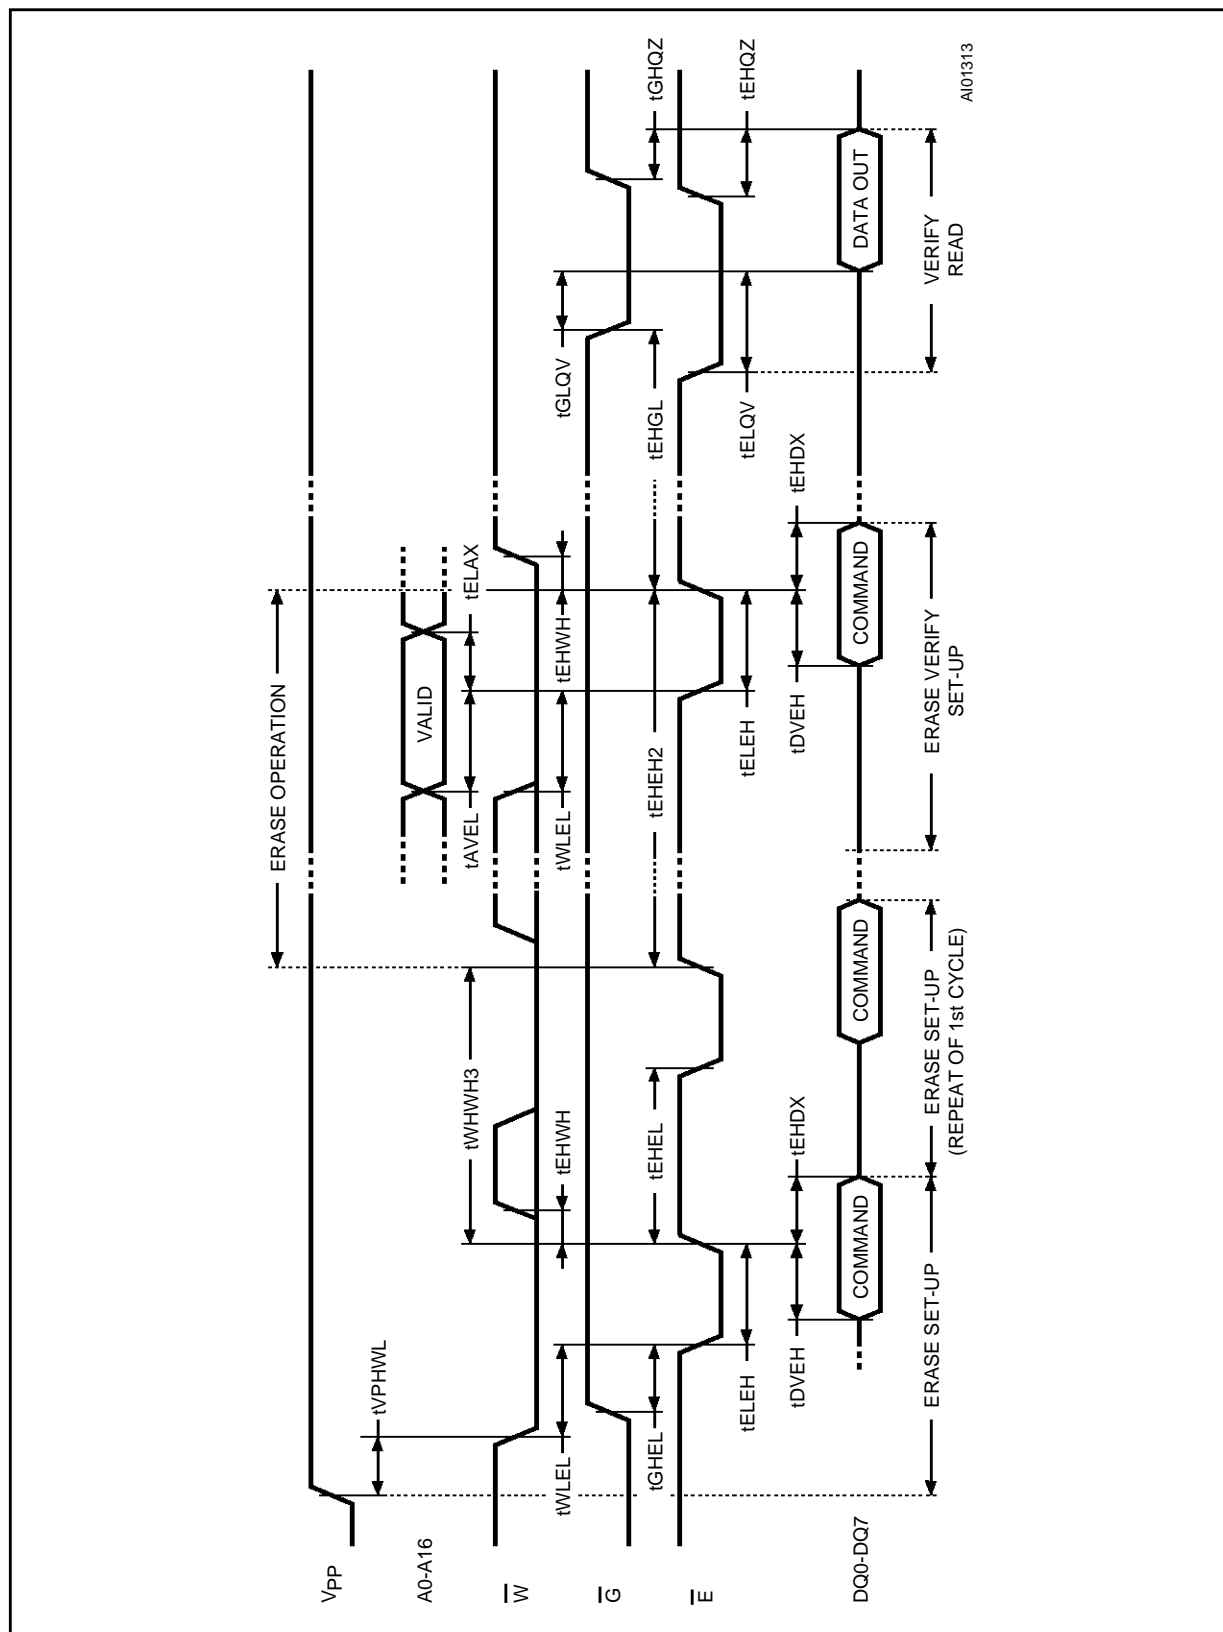 VPP
A0-A16
W
G
E
DQ0-DQ7
ERASE OPERATION
tVPHWL
VALID
tWHWH3
tAVEL
tELAX
tWLEL
tEHWH
tWLEL
tEHWH
tGLQV
tGHEL
tEHEL
tEHEH2
tEHGL
tGHQZ
tELEH
tELEH
tELQV
tEHQZ
tDVEH
tEHDX
tDVEH
tEHDX
COMMAND
COMMAND
COMMAND
DATA OUT
ERASE SET-UP
ERASE SET-UP
(REPEAT OF 1st CYCLE)
ERASE VERIFY
SET-UP
VERIFY
READ
AI01313